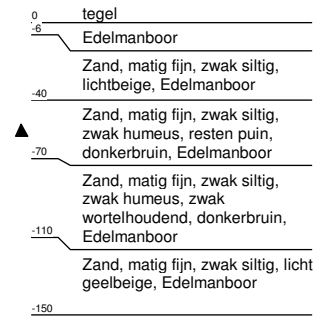 0 tegel
-6 Edelmanboor
Zand, matig fijn, zwak siltig,
lichtbeige, Edelmanboor
-40
Zand, matig fijn, zwak siltig,
zwak humeus, resten puin,
donkerbruin, Edelmanboor
-70
Zand, matig fijn, zwak siltig,
zwak humeus, zwak
wortelhoudend, donkerbruin,
Edelmanboor
-110
Zand, matig fijn, zwak siltig, licht
geelbeige, Edelmanboor
-150